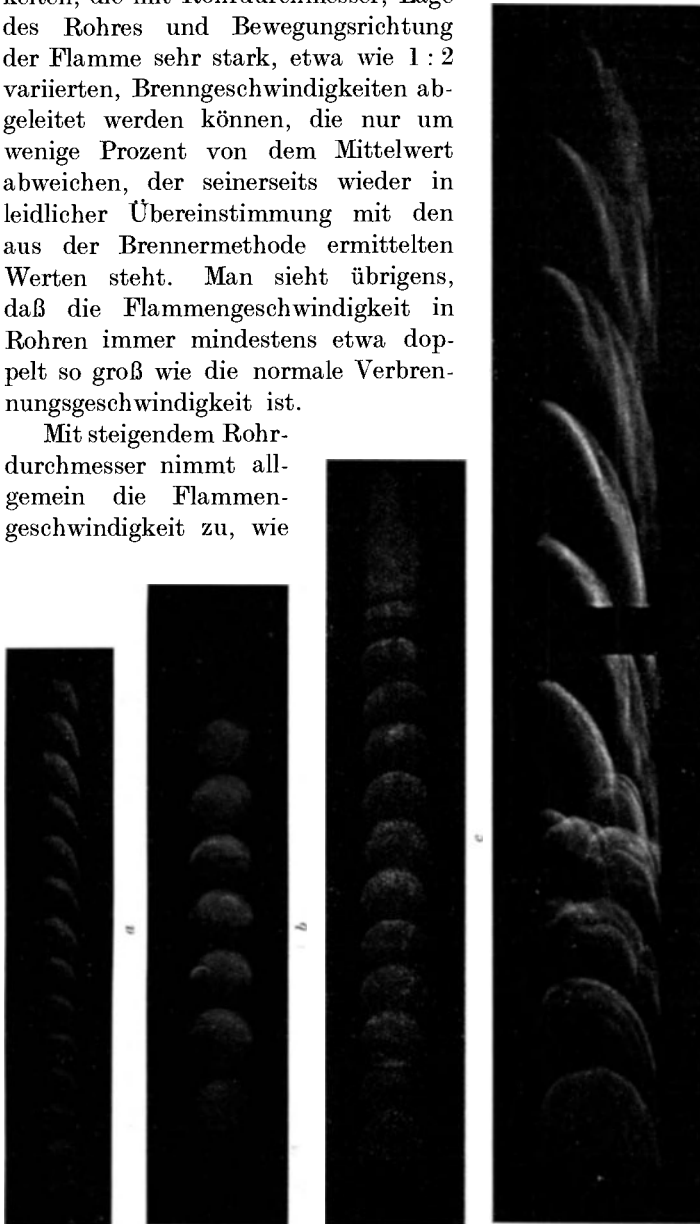 des Rohres und Bewegungsrichtung
der Flamme sehr stark, etwa wie 1 : 2
variierten, Brenngeschwindigkeiten ab-
geleitet werden können, die nur um
wenige Prozent von dem Mittelwert
abweichen, der seinerseits wieder in
leidlicher Übereinstimmung mit den
aus der Brennermethode ermittelten
Werten steht. Man sieht übrigens,
daß die Flammengeschwindigkeit in
Rohren immer mindestens etwa dop-
pelt so groß wie die normale Verbren-
nungsgeschwindigkeit ist.
Mit steigendem Rohr-
durchmesser nimmt all-
gemein die Flammen-
geschwindigkeit zu, wie
a
b
c